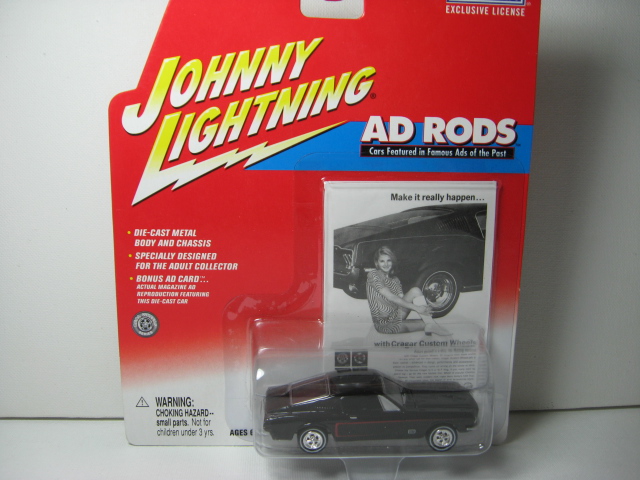 EXCLUSIVE LICENSE
JOHNNY
LIGHTNING®
AD RODS™
Cars Featured in Famous Ads of the Past
Make it really happen...
• DIE-CAST METAL
BODY AND CHASSIS
• SPECIALLY DESIGNED
FOR THE ADULT COLLECTOR
• BONUS AD CARD
ACTUAL MAGAZINE AD
REPRODUCTION FEATURING
THIS DIE-CAST CAR
with Cragar Custom Wheels
WARNING:
CHOKING HAZARD--
small parts. Not for
children under 3 yrs.
AGES